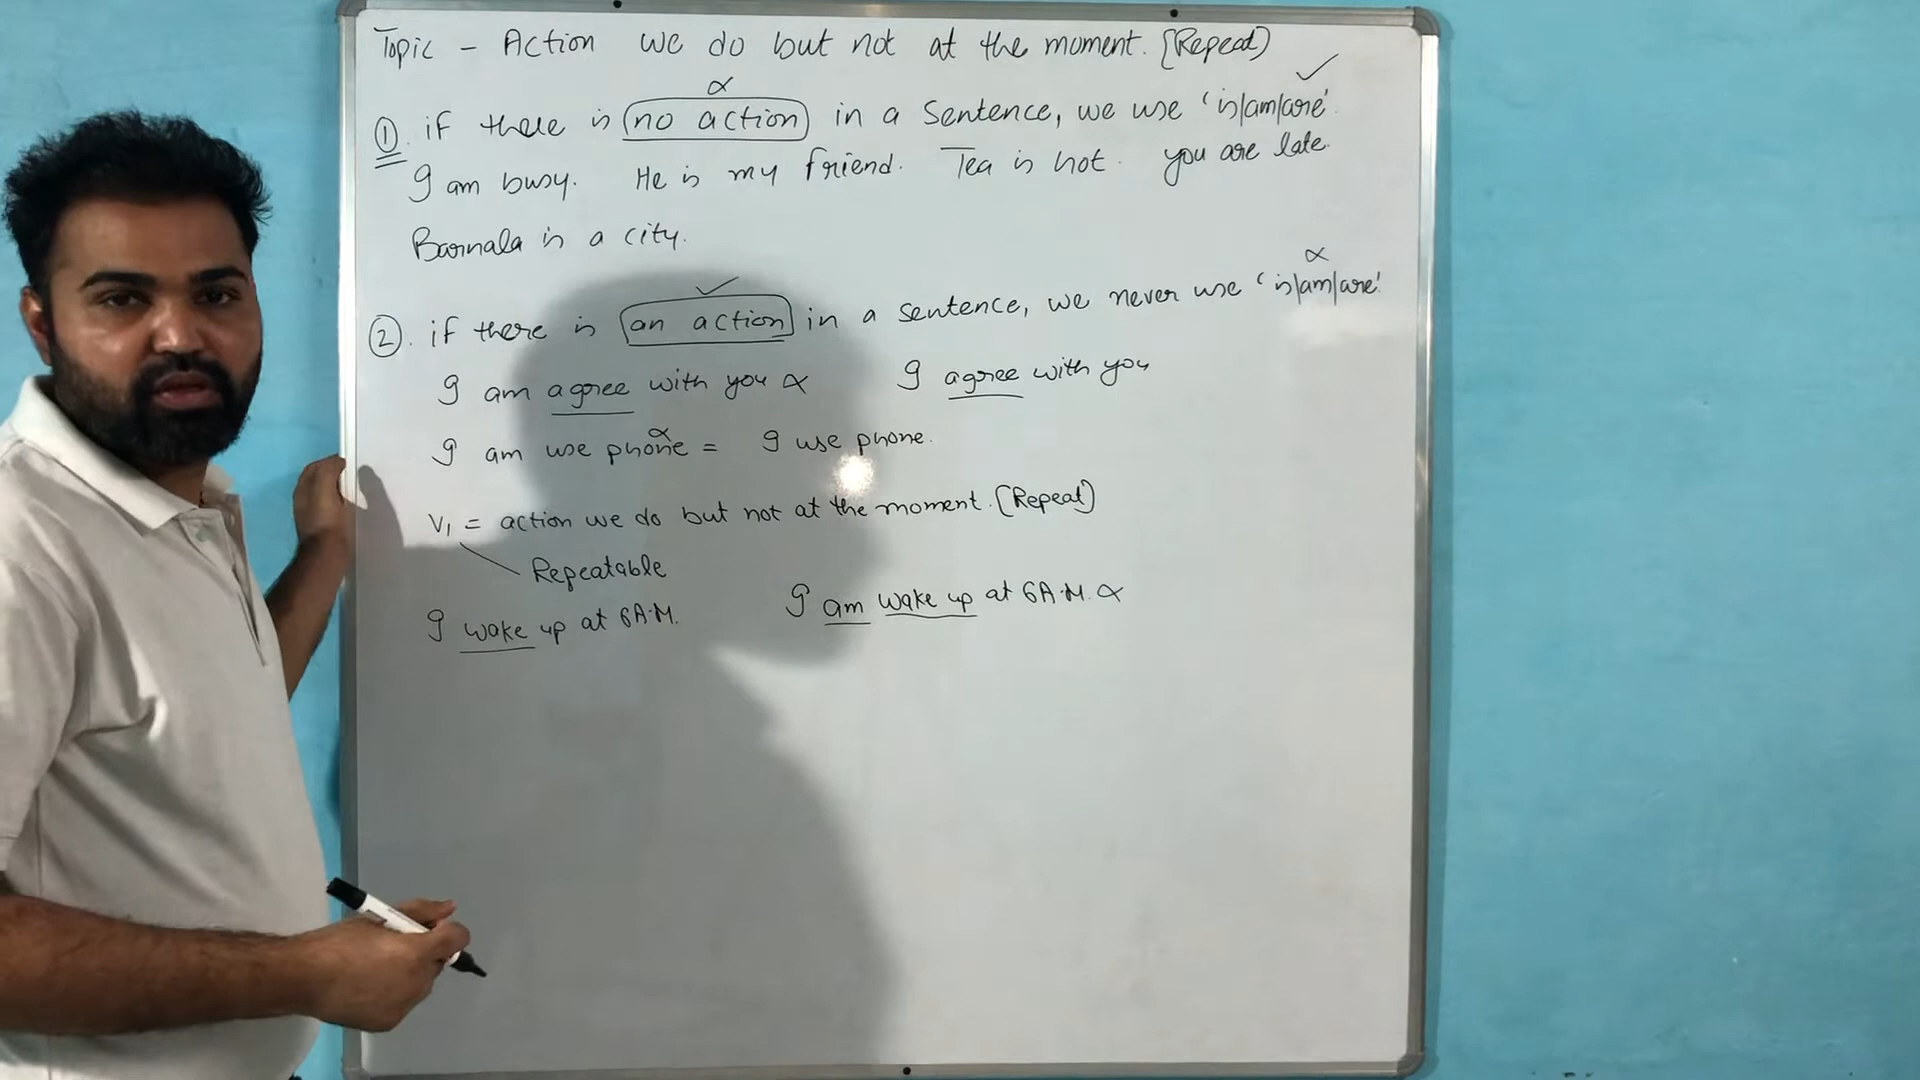 Topic - Action we do but not at the moment. [Repeat]
① if there is no action in a Sentence, we use 'is/am/are'.
I am busy. He is my friend. Tea is hot. you are late.
Barnala is a city.
②. if there is an action in a sentence, we never use 'is/am/are'.
I am agree with you I agree with you
I am use phone = I use phone.
V₁ = action we do but not at the moment. [Repeat]
Repeatable
I wake up at 6A.M. I am wake up at 6A.M.